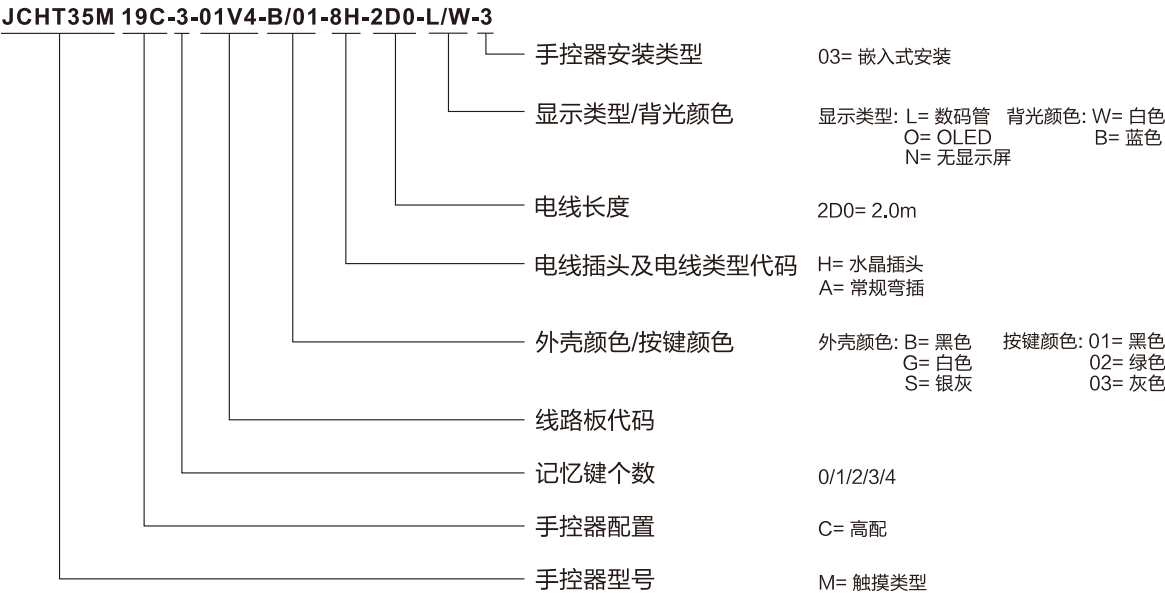 JCHT35M 19C-3-01V4-B/01-8H-2D0-L/W-3
手控器安装类型 03= 嵌入式安装
显示类型/背光颜色 显示类型: L= 数码管 背光颜色: W= 白色
O= OLED B= 蓝色
N= 无显示屏
电线长度 2D0= 2.0m
电线插头及电线类型代码 H= 水晶插头
A= 常规弯插
外壳颜色/按键颜色 外壳颜色: B= 黑色 按键颜色: 01= 黑色
G= 白色 02= 绿色
S= 银灰 03= 灰色
线路板代码
记忆键个数 0/1/2/3/4
手控器配置 C= 高配
手控器型号 M= 触摸类型